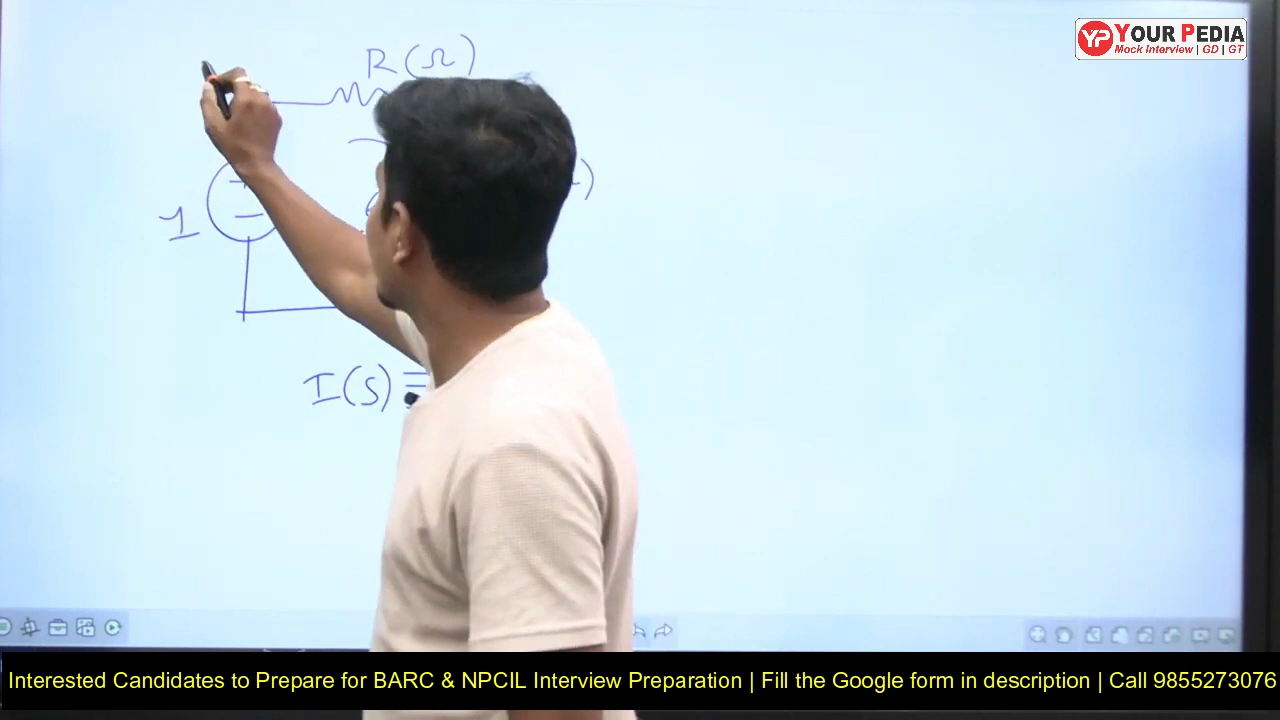 R (Ω)
YP YOUR PEDIA
Mock Interview | GD | GT
1
)
I(S) =
Interested Candidates to Prepare for BARC & NPCIL Interview Preparation | Fill the Google form in description | Call 9855273076